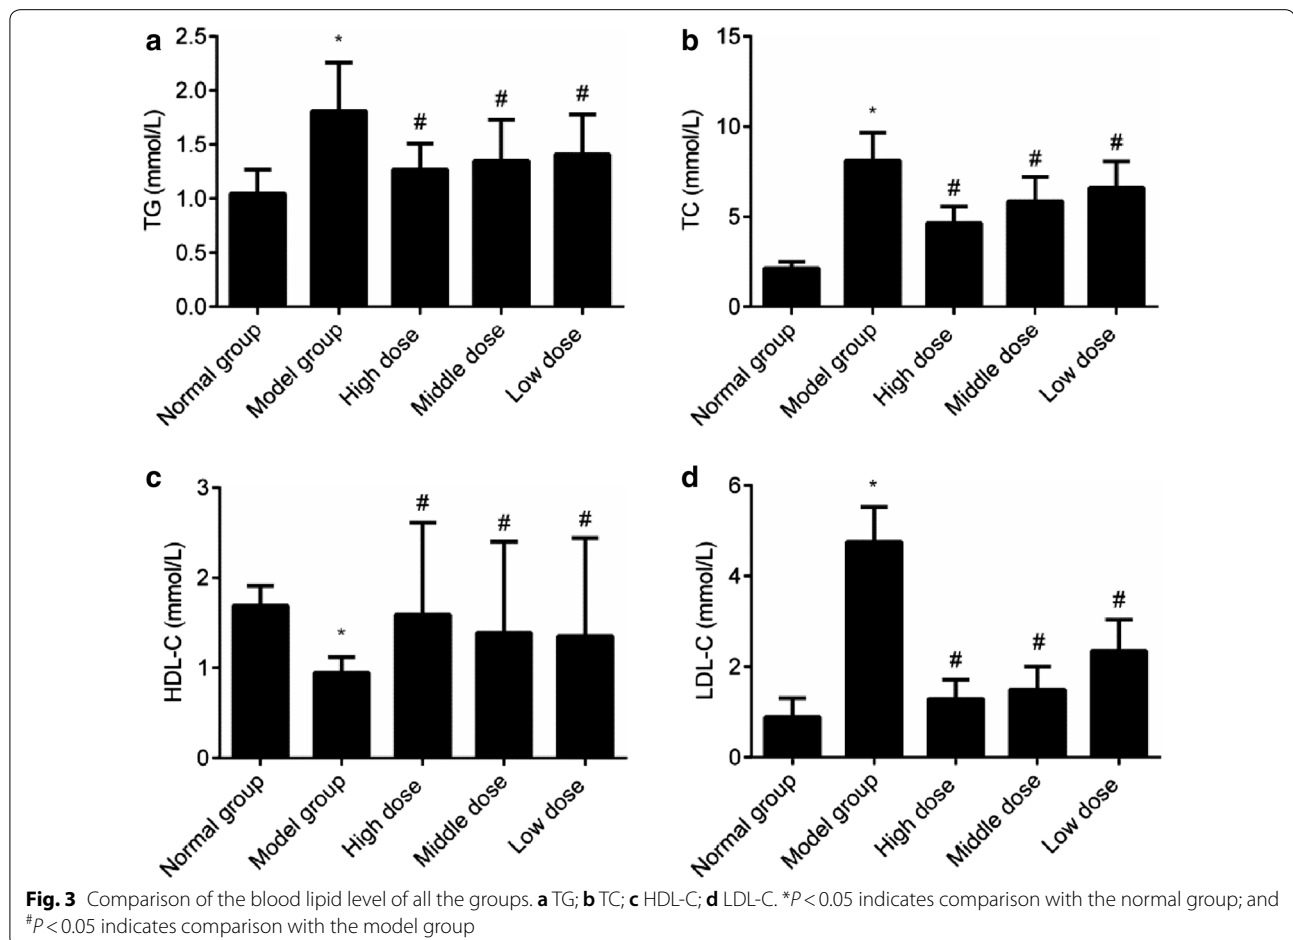 a
2.5
2.0
1.5
1.0
0.5
0.0
TG (mmol/L)
*
#
#
#
Normal group
Model group
High dose
Middle dose
Low dose
b
15
10
5
0
TC (mmol/L)
*
#
#
#
Normal group
Model group
High dose
Middle dose
Low dose
c
3
2
1
0
HDL-C (mmol/L)
*
#
#
#
Normal group
Model group
High dose
Middle dose
Low dose
d
6
4
2
0
LDL-C (mmol/L)
*
#
#
#
Normal group
Model group
High dose
Middle dose
Low dose
Fig. 3 Comparison of the blood lipid level of all the groups. a TG; b TC; c HDL-C; d LDL-C. *P < 0.05 indicates comparison with the normal group; and
#P < 0.05 indicates comparison with the model group